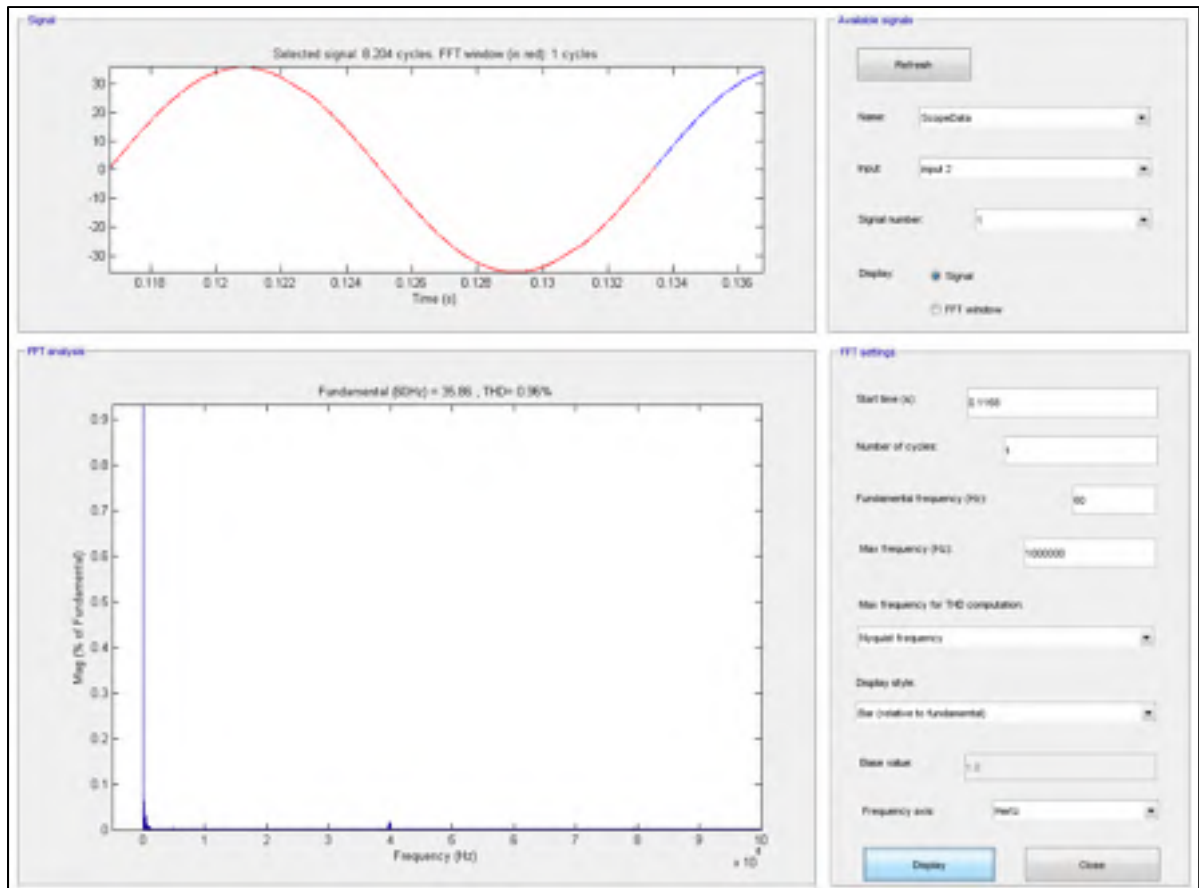 Signal
Selected signal: 8.204 cycles. FFT window (in red): 1 cycles
30
20
10
0
-10
-20
-30
0.118 0.12 0.122 0.124 0.126 0.128 0.13 0.132 0.134 0.136
Time (s)
Available signals
Refresh
Name: ScopeData
Input: input 2
Signal number: 1
Display: Signal
FFT window
FFT analysis
Fundamental (60Hz) = 35.86 , THD= 0.96%
Mag (% of Fundamental)
0.9
0.8
0.7
0.6
0.5
0.4
0.3
0.2
0.1
0
0 1 2 3 4 5 6 7 8 9 10
Frequency (Hz)
x 10
4
FFT settings
Start time (s): 0.1168
Number of cycles: 1
Fundamental frequency (Hz): 60
Max frequency (Hz): 1000000
Max frequency for THD computation:
Nyquist frequency
Display style:
Bar (relative to fundamental)
Base value: 1.0
Frequency axis: Hertz
Display
Close